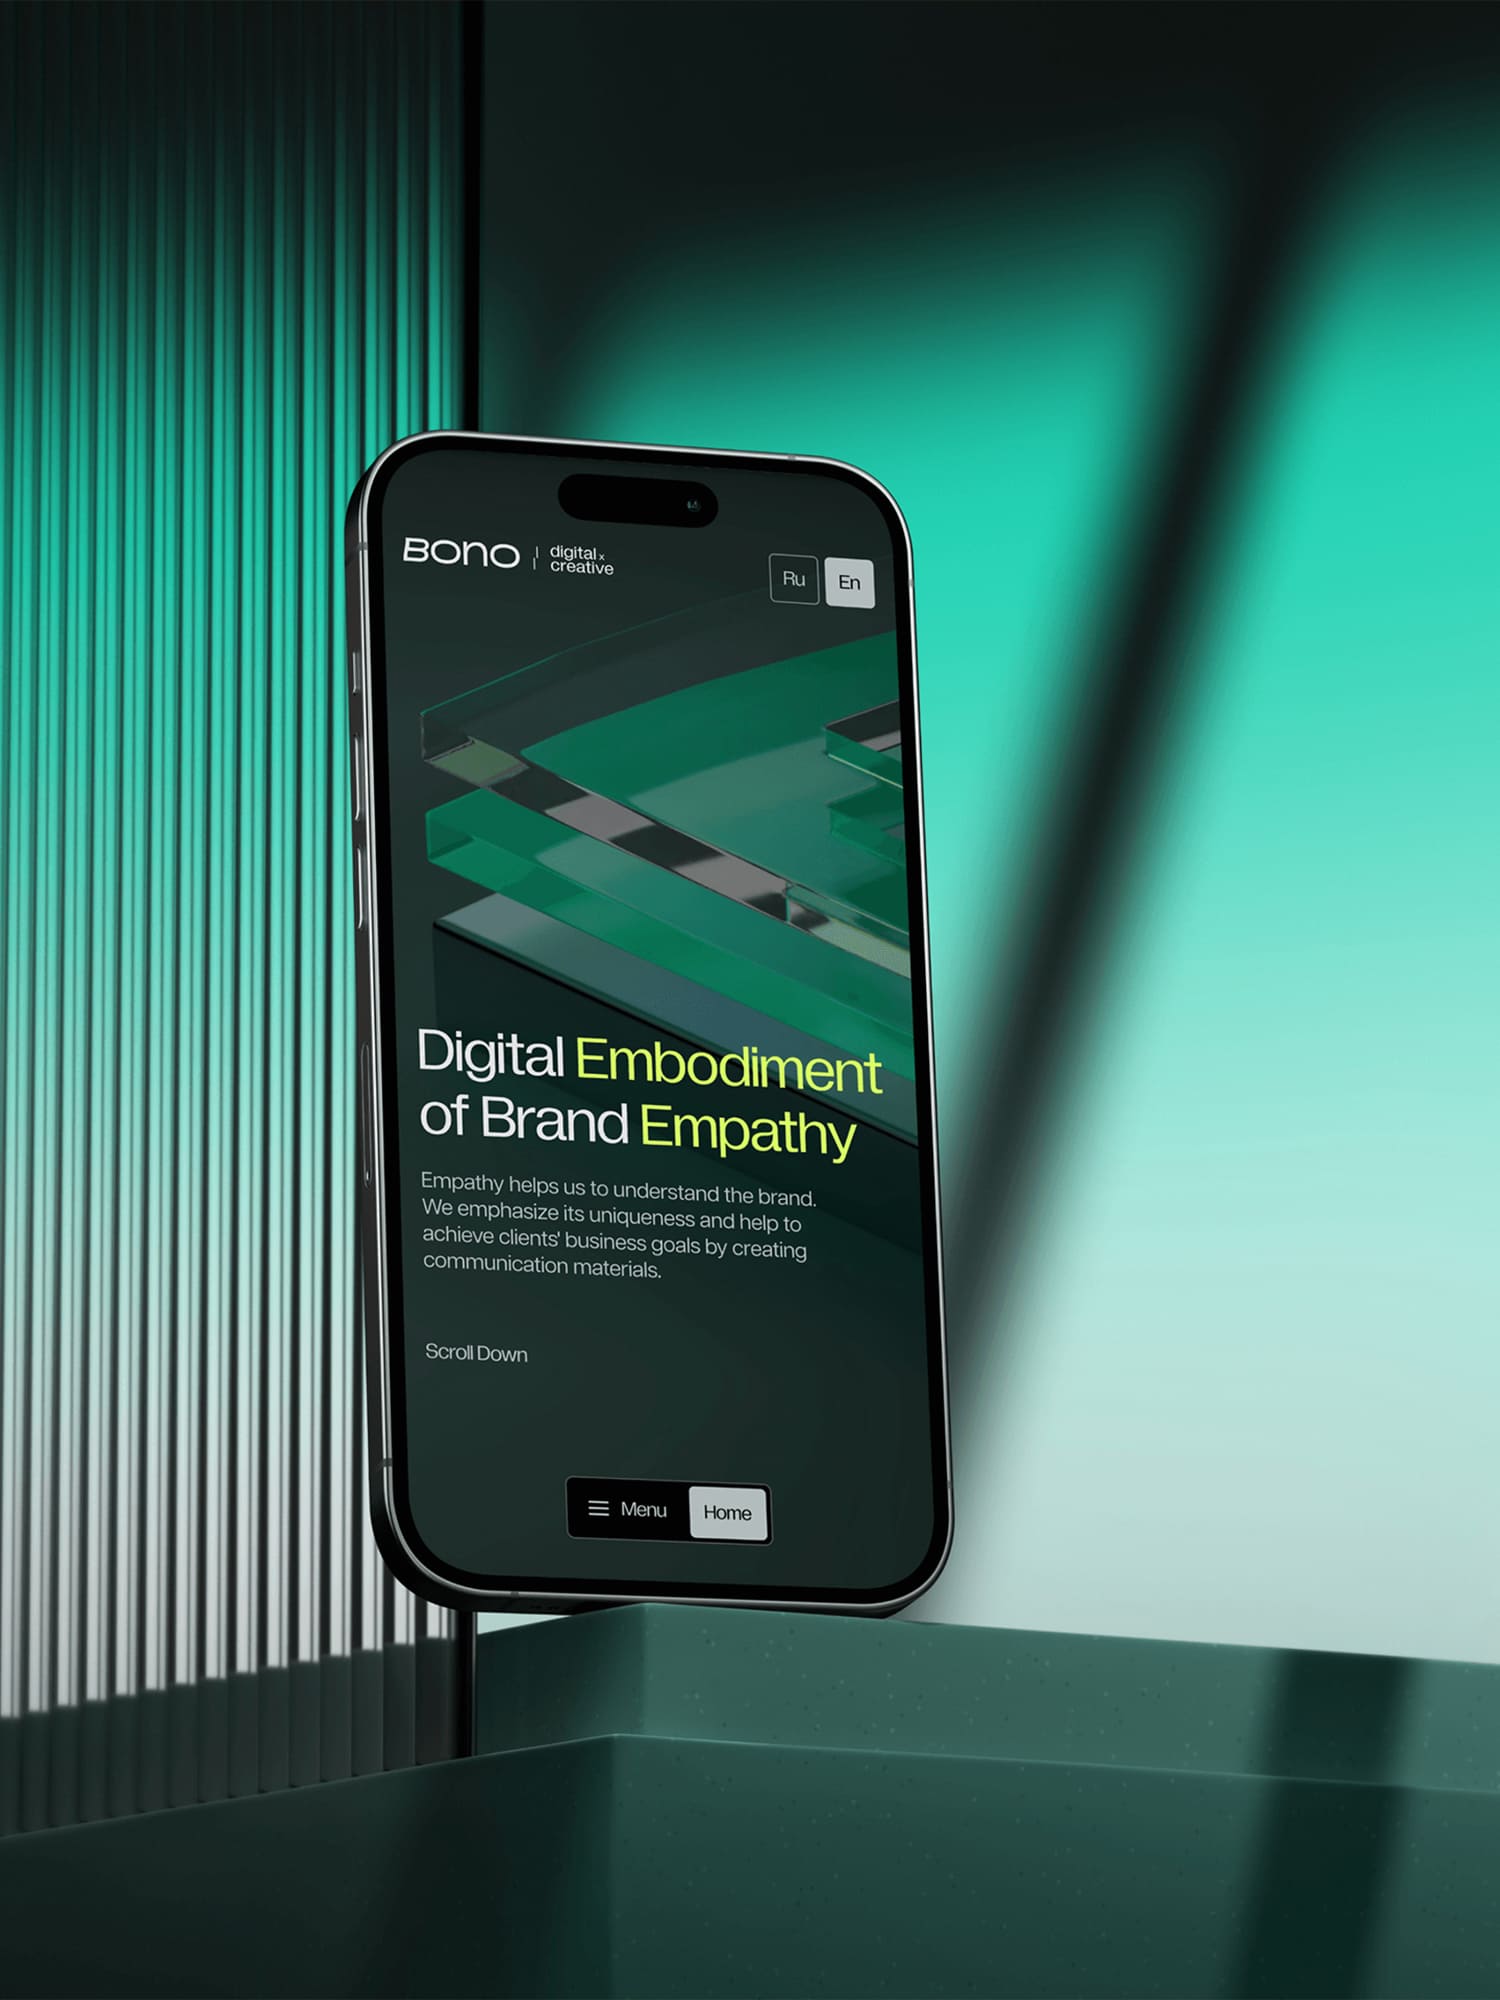 BONO
digital x
creative
Ru
En
Digital Embodiment
of Brand Empathy
Empathy helps us to understand the brand.
We emphasize its uniqueness and help to
achieve clients' business goals by creating
communication materials.
Scroll Down
Menu
Home